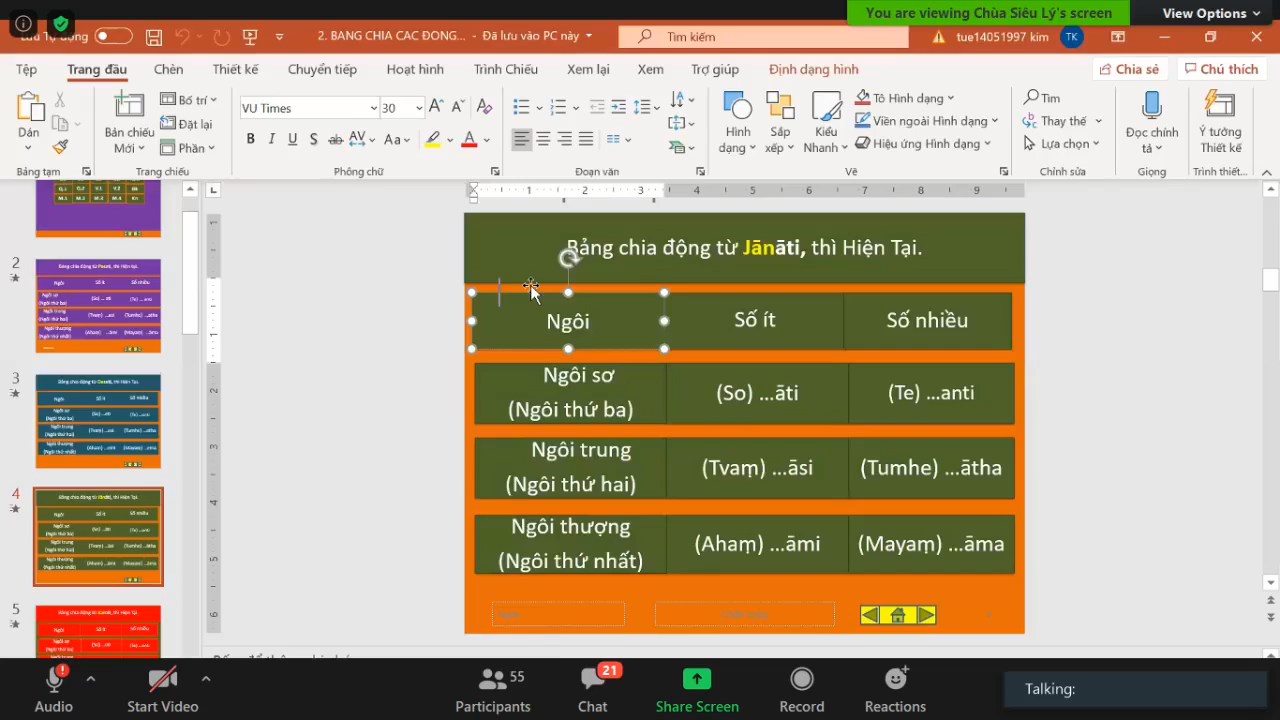 You are viewing Chùa Siêu Lý's screen
View Options
2. BANG CHIA CAC ĐONG... - Đã lưu vào PC này
Tìm kiếm
tue14051997 kim
TK
Tệp Trang đầu Chèn Thiết kế Chuyển tiếp Hoạt hình Trình Chiếu Xem lại Xem Trợ giúp Định dạng hình
Chia sẻ Chú thích
Dán
Bản chiếu Mới
Bố trí
Đặt lại
Phần
VU Times 30
Hình dạng
Sắp xếp
Kiểu Nhanh
Tô Hình dạng
Viền ngoài Hình dạng
Hiệu ứng Hình dạng
Tìm
Thay thế
Lựa chọn
Đọc chính tả
Ý tưởng Thiết kế
Bảng tạm Trang chiếu Phông chữ Đoạn văn Vẽ Chỉnh sửa Giọng Trình thiết...
2
3
4
5
Bảng chia động từ Jānāti, thì Hiện Tại.
Ngôi Số ít Số nhiều
Ngôi sơ
(Ngôi thứ ba)
(So) ...āti (Te) ...anti
Ngôi trung
(Ngôi thứ hai)
(Tvaṃ) ...āsi (Tumhe) ...ātha
Ngôi thượng
(Ngôi thứ nhất)
(Ahaṃ) ...āmi (Mayaṃ) ...āma
Audio
Start Video
Participants 55
Chat 21
Share Screen
Record
Reactions
Talking: